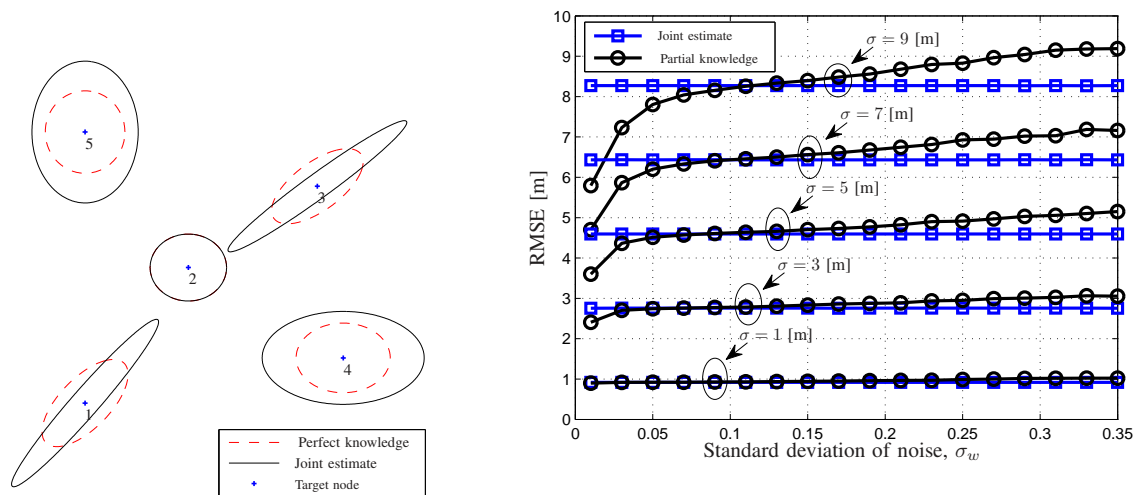 5
3
2
4
1
Perfect knowledge
Joint estimate
Target node
10
9
8
7
6
5
4
3
2
1
0
RMSE [m]
Joint estimate
Partial knowledge
σ = 9 [m]
σ = 7 [m]
σ = 5 [m]
σ = 3 [m]
σ = 1 [m]
0 0.05 0.1 0.15 0.2 0.25 0.3 0.35
Standard deviation of noise, σ_w